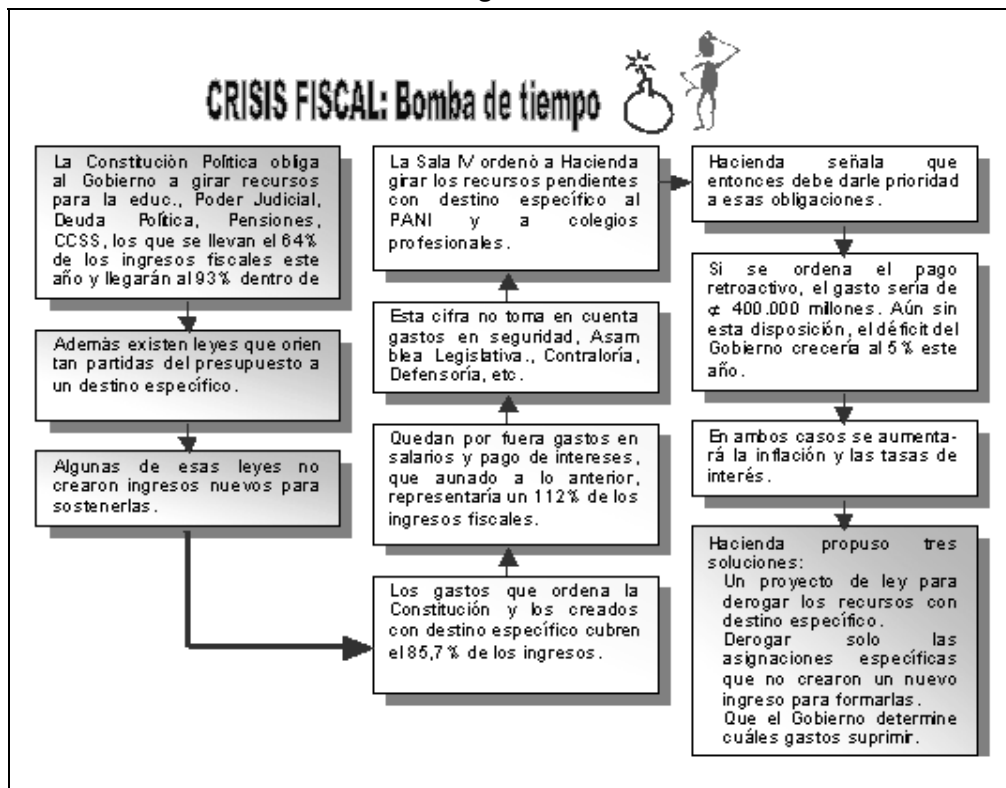 CRISIS FISCAL: Bomba de tiempo
La Constitución Política obliga
al Gobierno a girar recursos
para la educ., Poder Judicial,
Deuda Política, Pensiones,
CCSS, los que se llevan el 64%
de los ingresos fiscales este
año y llegarán al 93% dentro de
Además existen leyes que orien
tan partidas del presupuesto a
un destino específico.
Algunas de esas leyes no
crearon ingresos nuevos para
sostenerlas.
Los gastos que ordena la
Constitución y los creados
con destino específico cubren
el 85,7% de los ingresos.
Quedan por fuera gastos en
salarios y pago de intereses,
que aunado a lo anterior,
representaría un 112% de los
ingresos fiscales.
Esta cifra no toma en cuenta
gastos en seguridad, Asam
blea Legislativa., Contraloría,
Defensoría, etc.
La Sala IV ordenó a Hacienda
girar los recursos pendientes
con destino específico al
PANI y a colegios
profesionales.
Hacienda señala que
entonces debe darle prioridad
a esas obligaciones.
Si se ordena el pago
retroactivo, el gasto sería de
¢ 400.000 millones. Aún sin
esta disposición, el déficit del
Gobierno crecería al 5% este
año.
En ambos casos se aumenta-
rá la inflación y las tasas de
interés.
Hacienda propuso tres
soluciones:
Un proyecto de ley para
derogar los recursos con
destino específico.
Derogar solo las
asignaciones específicas
que no crearon un nuevo
ingreso para formarlas.
Que el Gobierno determine
cuáles gastos suprimir.